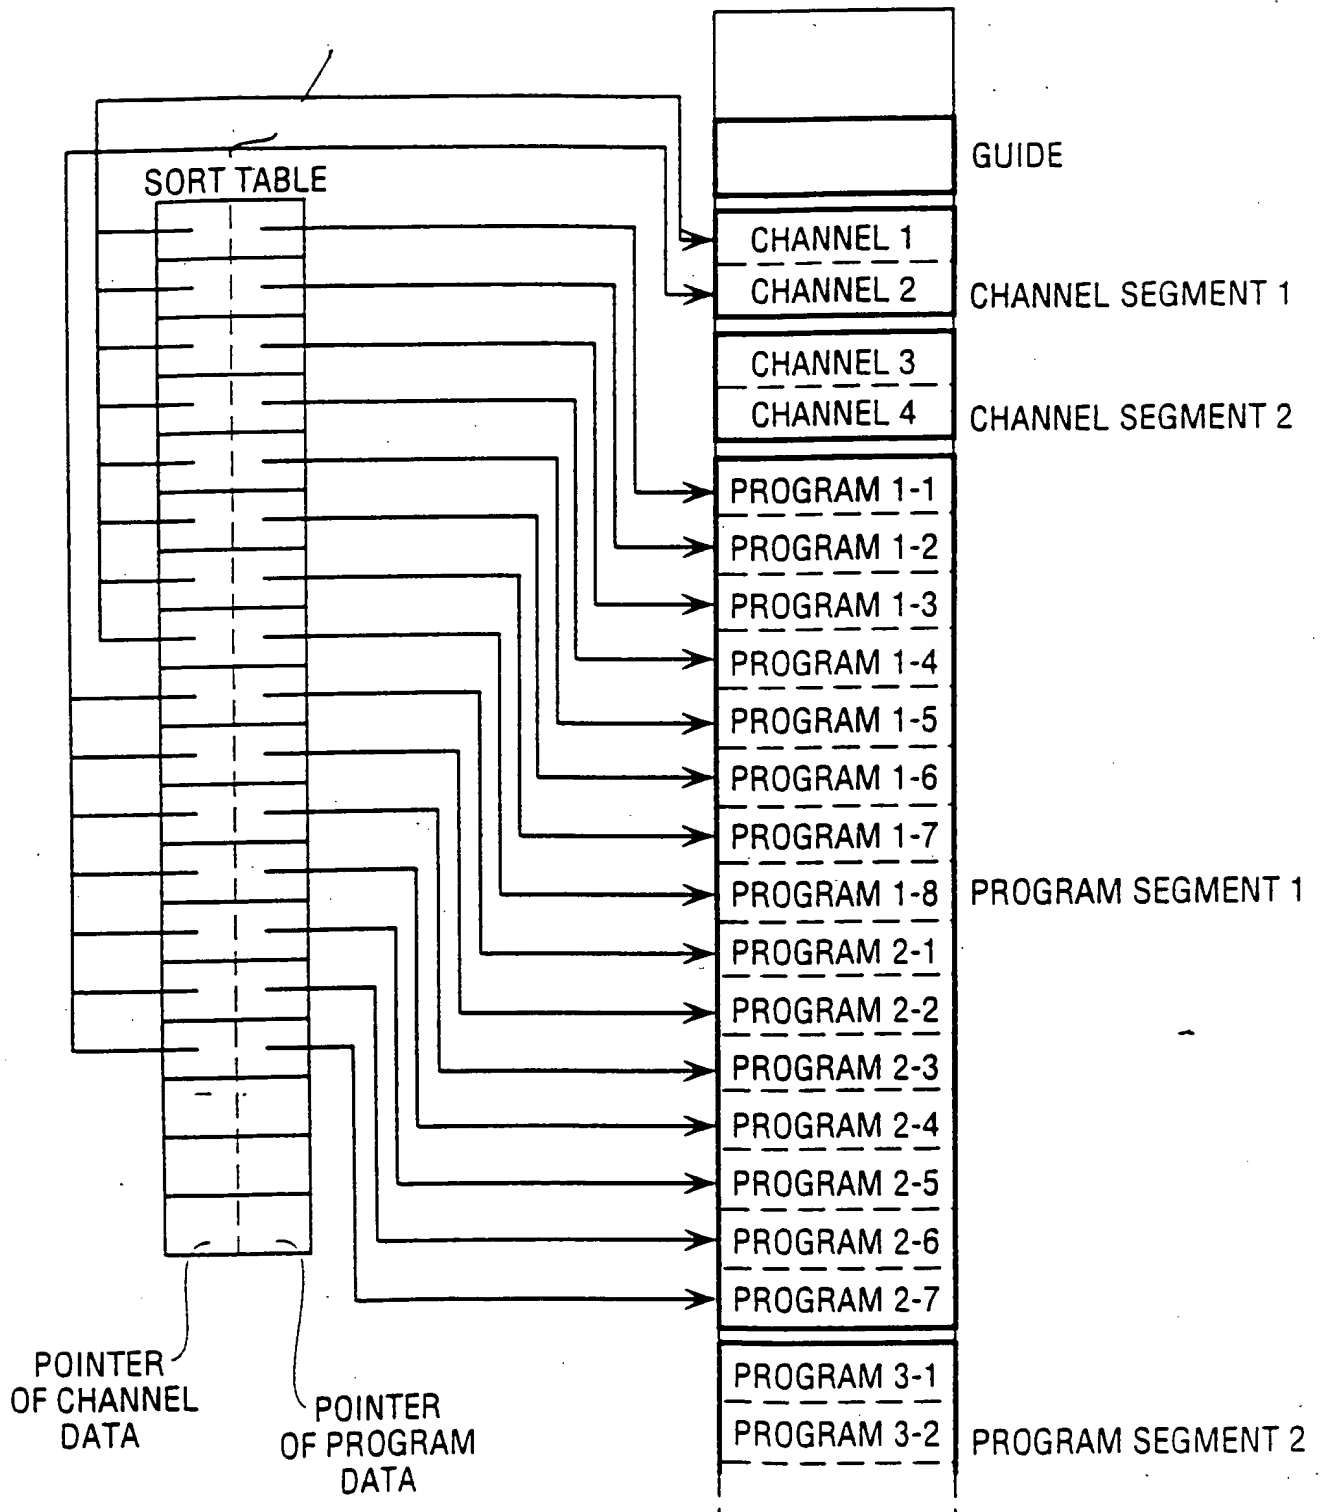 SORT TABLE
GUIDE
CHANNEL 1
CHANNEL 2
CHANNEL SEGMENT 1
CHANNEL 3
CHANNEL 4
CHANNEL SEGMENT 2
PROGRAM 1-1
PROGRAM 1-2
PROGRAM 1-3
PROGRAM 1-4
PROGRAM 1-5
PROGRAM 1-6
PROGRAM 1-7
PROGRAM 1-8
PROGRAM SEGMENT 1
PROGRAM 2-1
PROGRAM 2-2
PROGRAM 2-3
PROGRAM 2-4
PROGRAM 2-5
PROGRAM 2-6
PROGRAM 2-7
PROGRAM 3-1
PROGRAM 3-2
PROGRAM SEGMENT 2
POINTER
OF CHANNEL
DATA
POINTER
OF PROGRAM
DATA